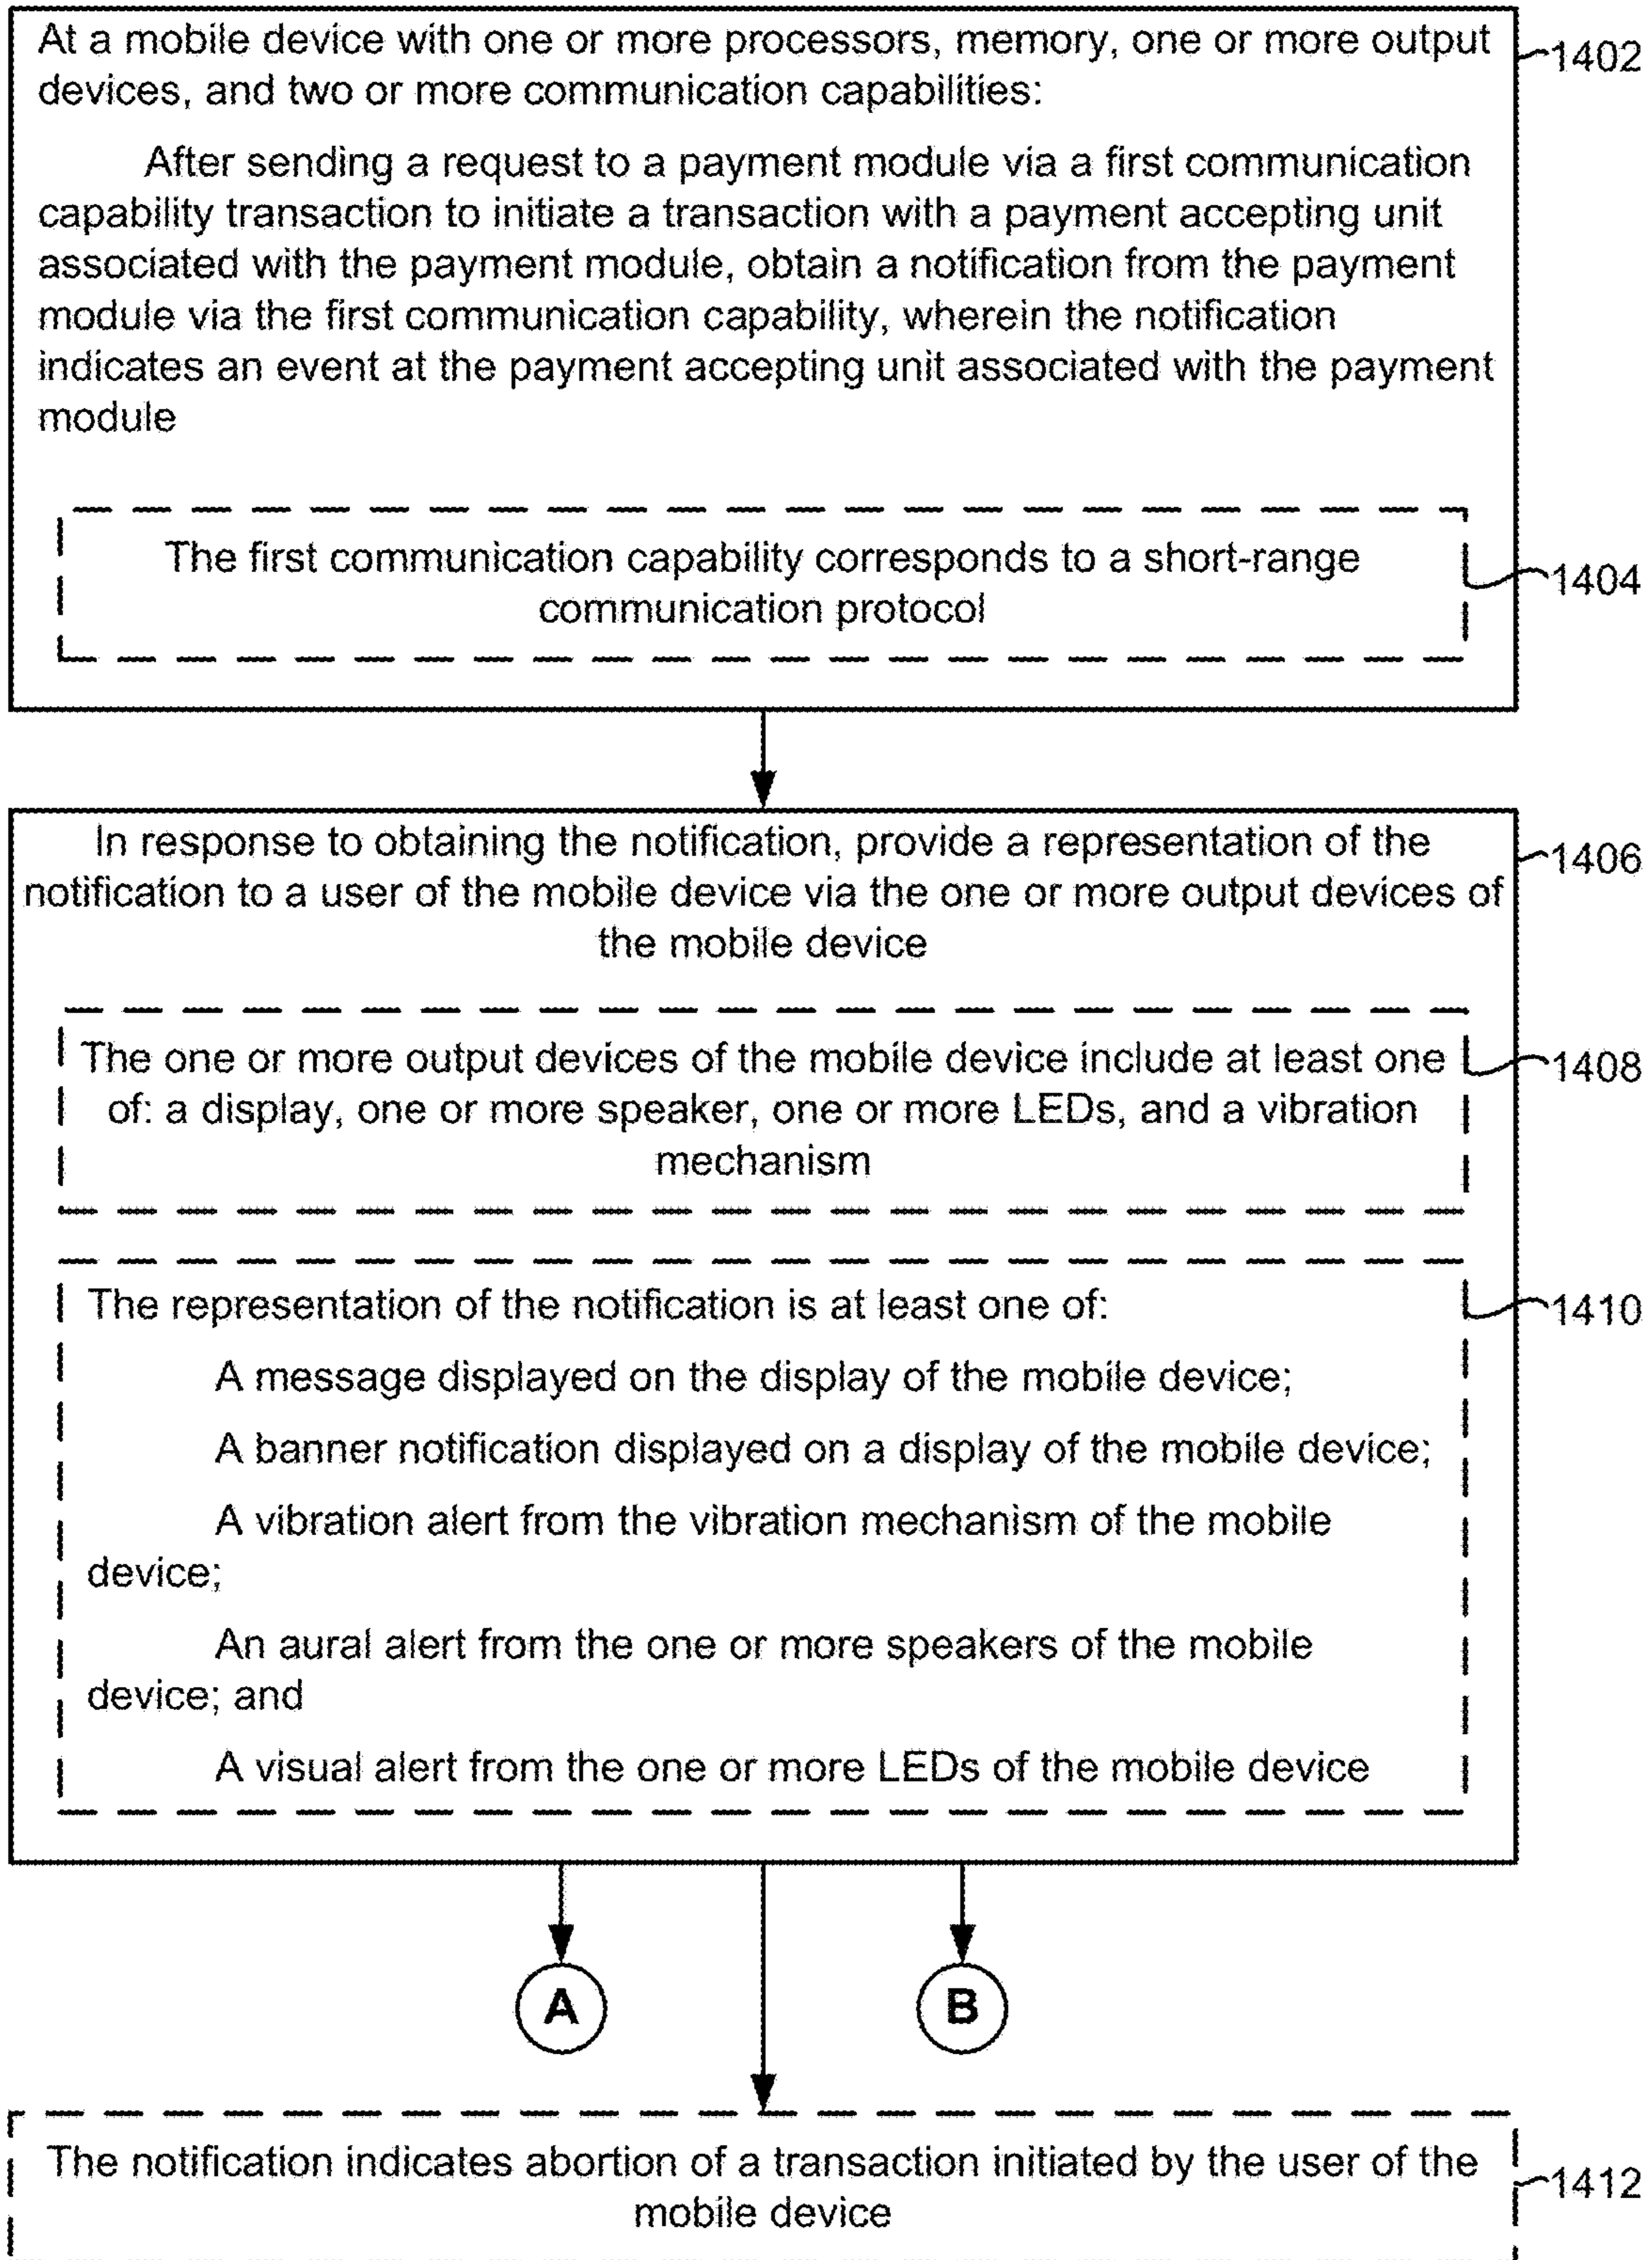 At a mobile device with one or more processors, memory, one or more output
devices, and two or more communication capabilities:
1402
After sending a request to a payment module via a first communication
capability transaction to initiate a transaction with a payment accepting unit
associated with the payment module, obtain a notification from the payment
module via the first communication capability, wherein the notification
indicates an event at the payment accepting unit associated with the payment
module
The first communication capability corresponds to a short-range
communication protocol
1404
In response to obtaining the notification, provide a representation of the
notification to a user of the mobile device via the one or more output devices of
the mobile device
1406
The one or more output devices of the mobile device include at least one
of: a display, one or more speaker, one or more LEDs, and a vibration
mechanism
1408
The representation of the notification is at least one of:
1410
A message displayed on the display of the mobile device;
A banner notification displayed on a display of the mobile device;
A vibration alert from the vibration mechanism of the mobile
device;
An aural alert from the one or more speakers of the mobile
device; and
A visual alert from the one or more LEDs of the mobile device
A
B
The notification indicates abortion of a transaction initiated by the user of the
mobile device
1412